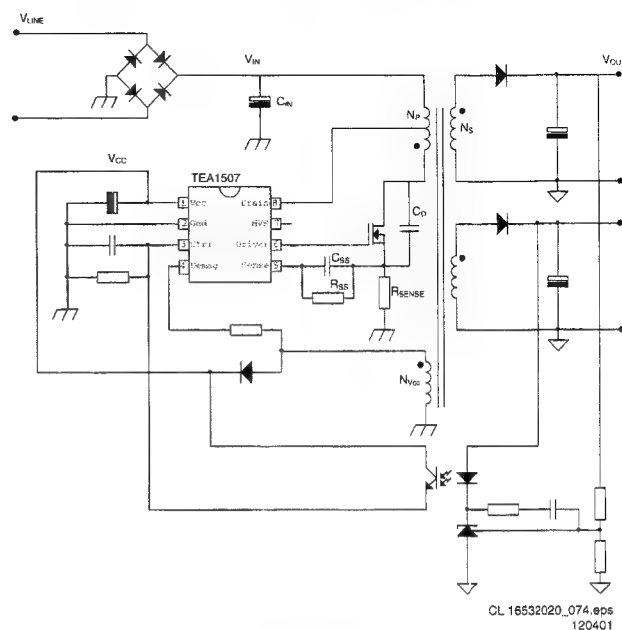 VLINE
VIN
VOU
CIN
NP
NS
VCC
TEA1507
1 Vcc Drain 8
2 Gnd HVS 7
3 Ctrl Driver 6
4 Demag Sense 5
CD
CSS
RSS
RSENSE
NVcc
CL 16532020_074.eps
120401